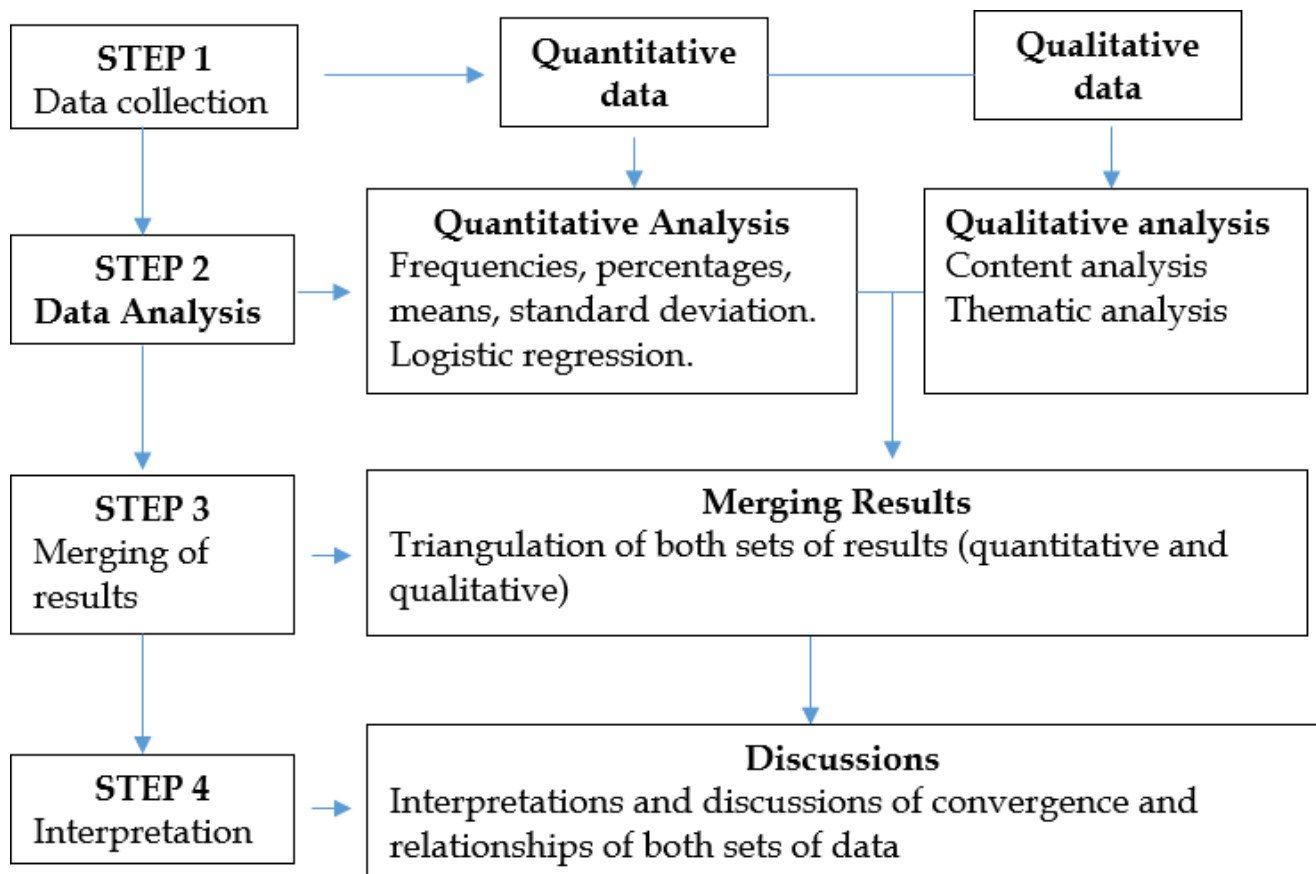 STEP 1
Data collection
Quantitative
data
Qualitative
data
STEP 2
Data Analysis
Quantitative Analysis
Frequencies, percentages,
means, standard deviation.
Logistic regression.
Qualitative analysis
Content analysis
Thematic analysis
STEP 3
Merging of
results
Merging Results
Triangulation of both sets of results (quantitative and
qualitative)
STEP 4
Interpretation
Discussions
Interpretations and discussions of convergence and
relationships of both sets of data